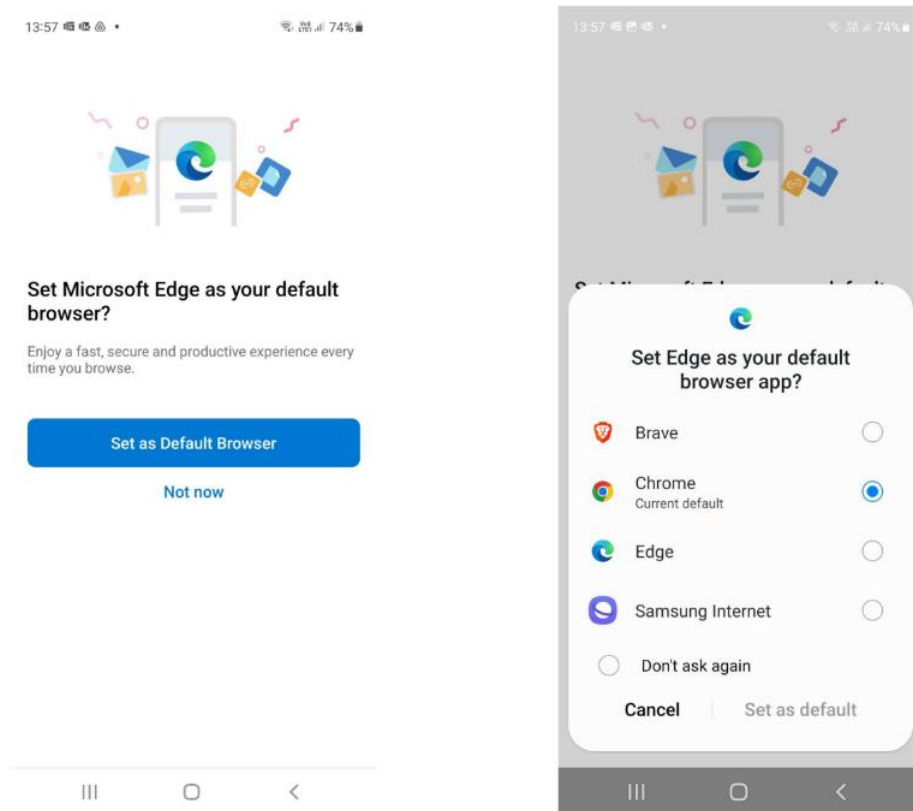 13:57
74%
Set Microsoft Edge as your default
browser?
Enjoy a fast, secure and productive experience every
time you browse.
Set as Default Browser
Not now
13:57
74%
Set Edge as your default
browser app?
Brave
Chrome
Current default
Edge
Samsung Internet
Don't ask again
Cancel
Set as default